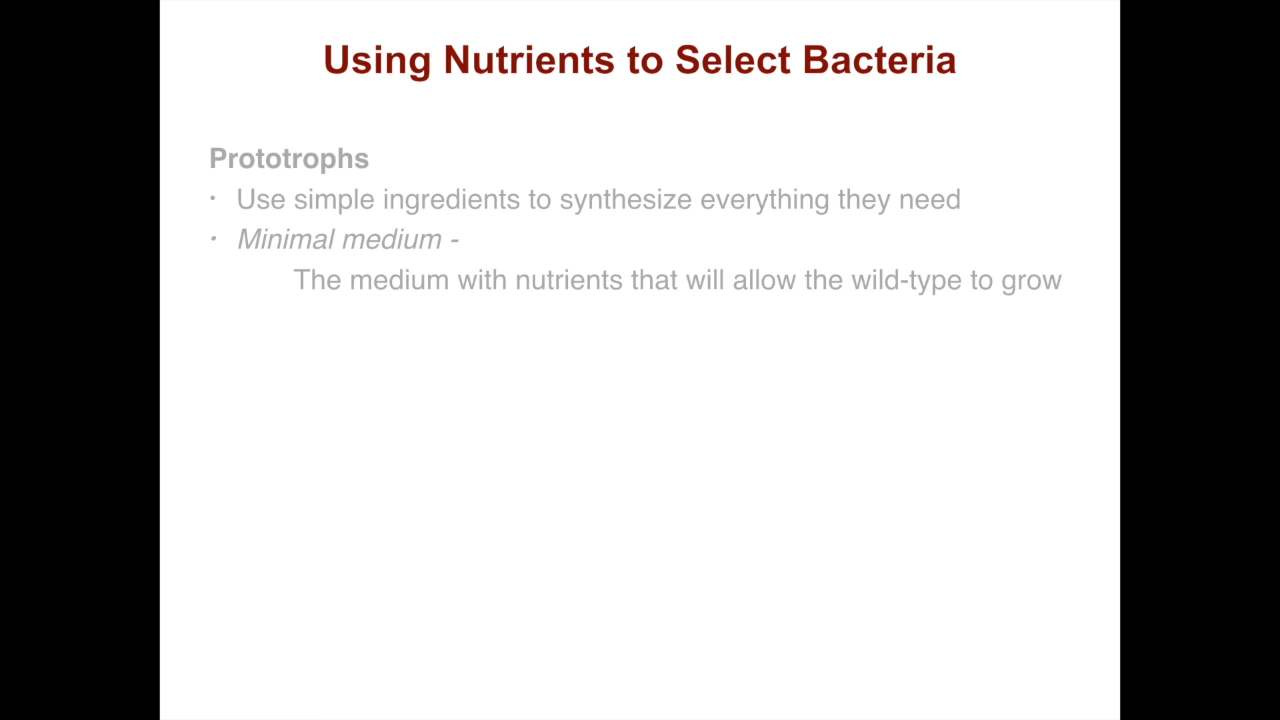 Using Nutrients to Select Bacteria
Prototrophs
· Use simple ingredients to synthesize everything they need
· Minimal medium -
The medium with nutrients that will allow the wild-type to grow